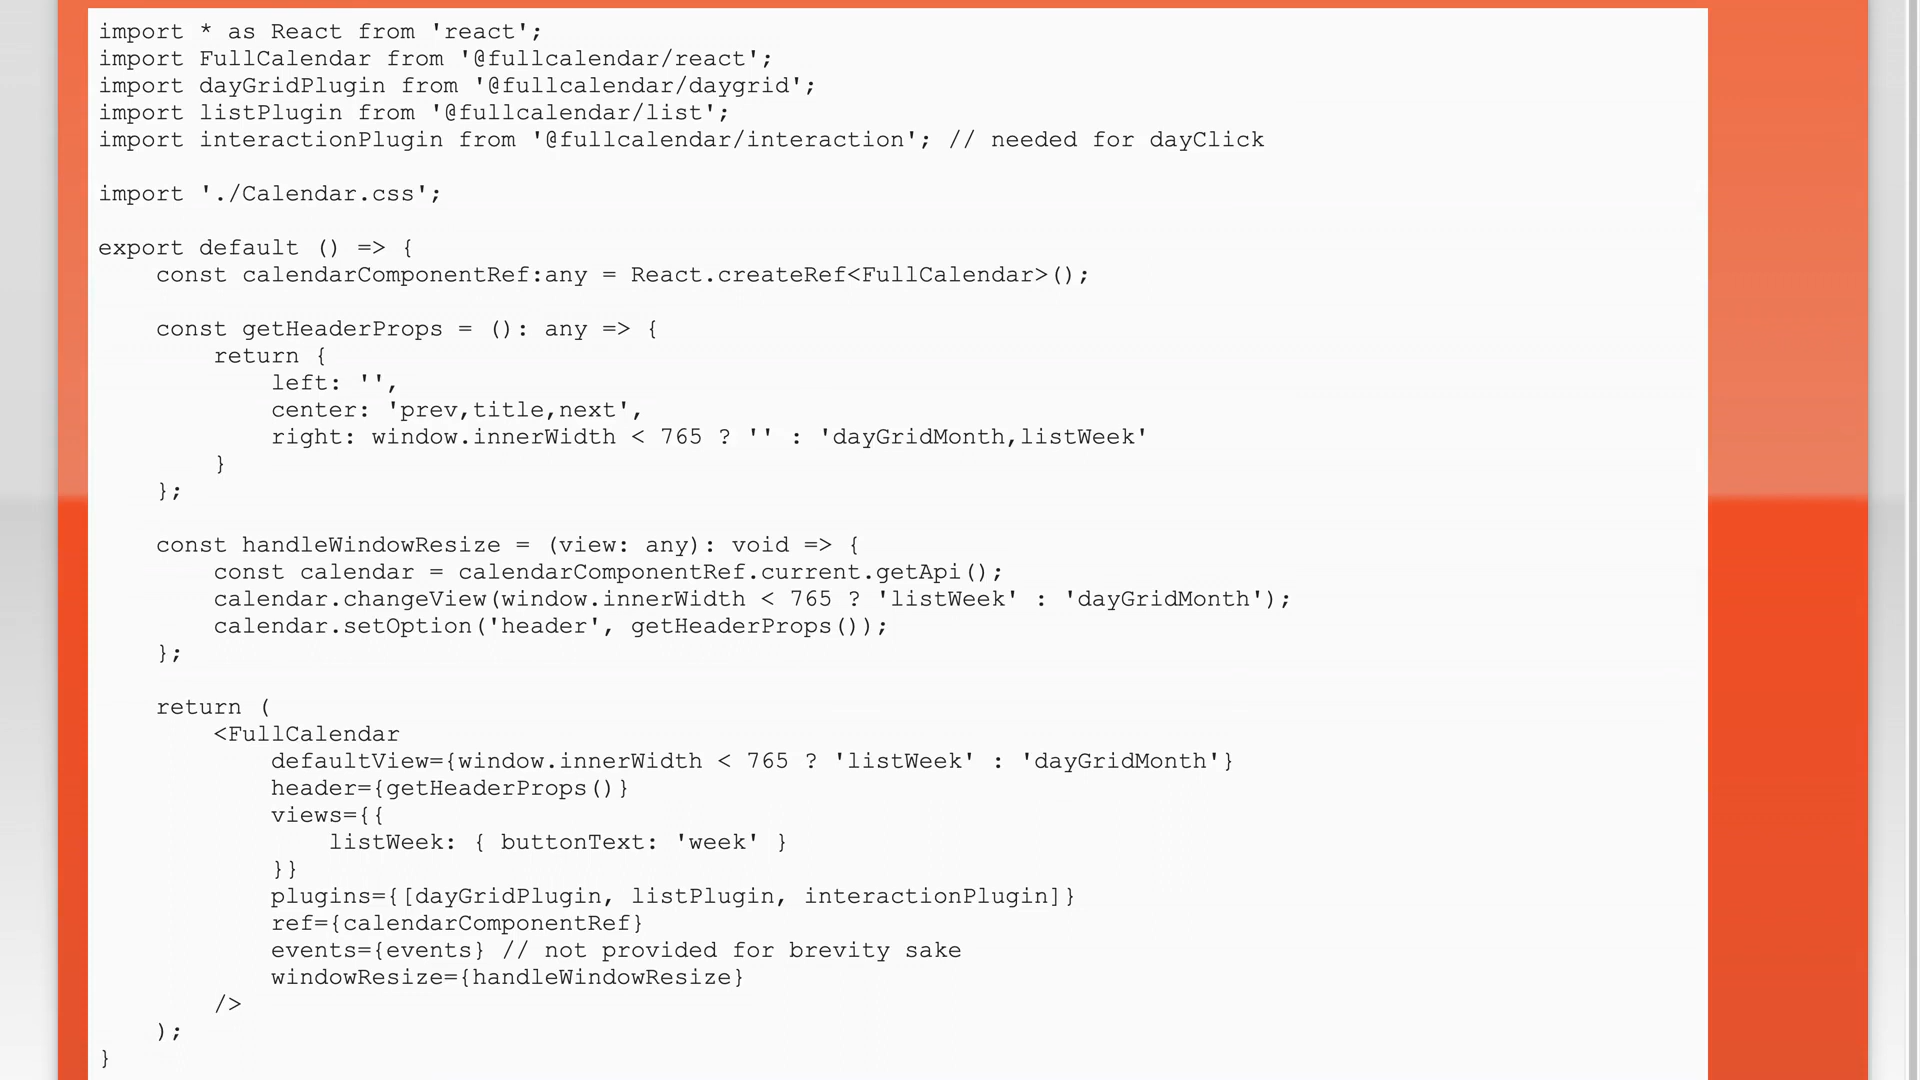 import * as React from 'react';
import FullCalendar from '@fullcalendar/react';
import dayGridPlugin from '@fullcalendar/daygrid';
import listPlugin from '@fullcalendar/list';
import interactionPlugin from '@fullcalendar/interaction'; // needed for dayClick

import './Calendar.css';

export default () => {
    const calendarComponentRef:any = React.createRef<FullCalendar>();

    const getHeaderProps = (): any => {
        return {
            left: '',
            center: 'prev,title,next',
            right: window.innerWidth < 765 ? '' : 'dayGridMonth,listWeek'
        }
    };

    const handleWindowResize = (view: any): void => {
        const calendar = calendarComponentRef.current.getApi();
        calendar.changeView(window.innerWidth < 765 ? 'listWeek' : 'dayGridMonth');
        calendar.setOption('header', getHeaderProps());
    };

    return (
        <FullCalendar
            defaultView={window.innerWidth < 765 ? 'listWeek' : 'dayGridMonth'}
            header={getHeaderProps()}
            views={{
                listWeek: { buttonText: 'week' }
            }}
            plugins={[dayGridPlugin, listPlugin, interactionPlugin]}
            ref={calendarComponentRef}
            events={events} // not provided for brevity sake
            windowResize={handleWindowResize}
        />
    );
}